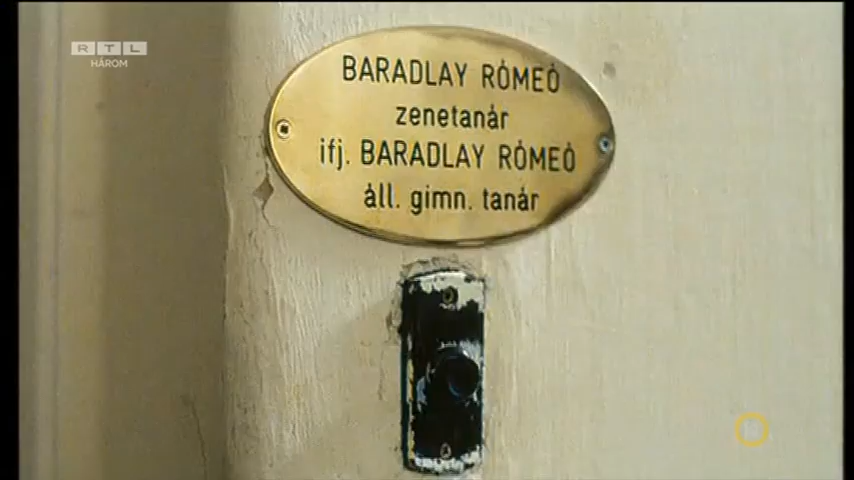 RTL
HÁROM
BARADLAY RÓMEÓ
zenetanár
ifj. BARADLAY RÓMEÓ
áll. gimn. tanár